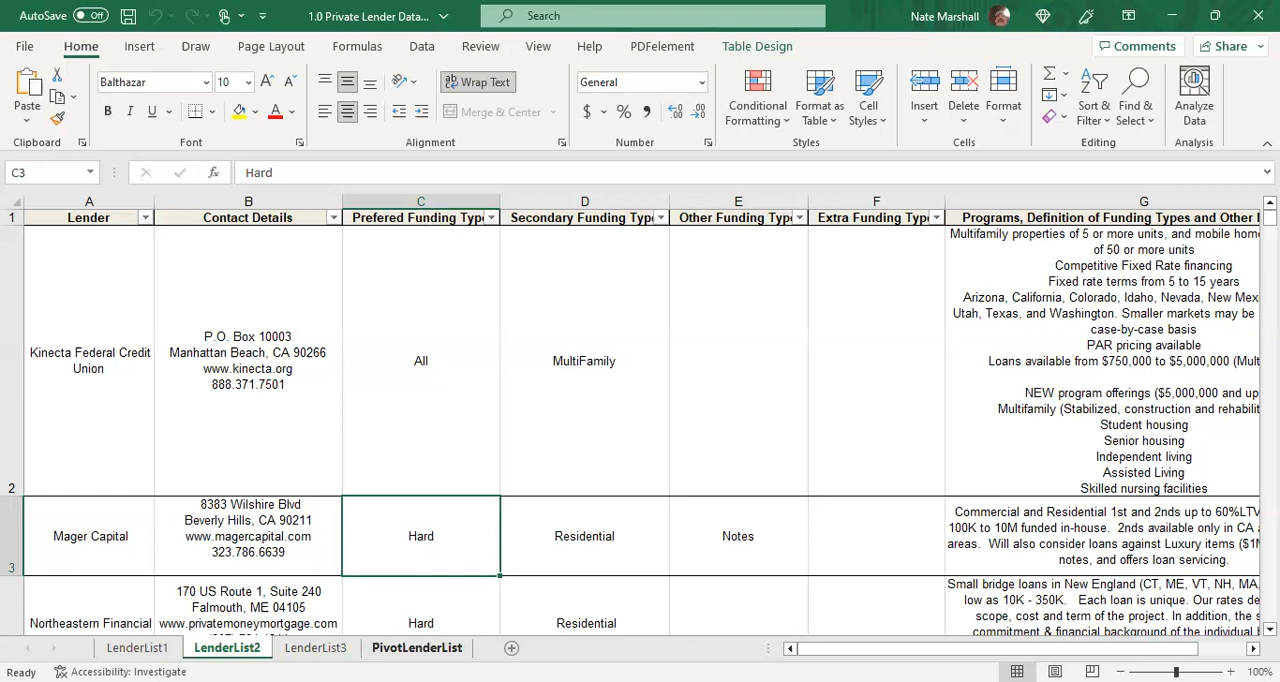 AutoSave Off 1.0 Private Lender Data... Search Nate Marshall
File Home Insert Draw Page Layout Formulas Data Review View Help PDFelement Table Design Comments Share
Paste
Clipboard
Balthazar 10
B I U
Font
Wrap Text
Merge & Center
Alignment
General
$ % ,
Number
Conditional
Formatting
Format as
Table
Cell
Styles
Styles
Insert Delete Format
Cells
Sort &
Filter
Find &
Select
Editing
Analyze
Data
Analysis
C3 fx Hard
A B C D E F G
1 Lender Contact Details Prefered Funding Type Secondary Funding Type Other Funding Type Extra Funding Type Programs, Definition of Funding Types and Other I
2
Kinecta Federal Credit
Union
P.O. Box 10003
Manhattan Beach, CA 90266
www.kinecta.org
888.371.7501
All
MultiFamily
Multifamily properties of 5 or more units, and mobile hom
of 50 or more units
Competitive Fixed Rate financing
Fixed rate terms from 5 to 15 years
Arizona, California, Colorado, Idaho, Nevada, New Mex
Utah, Texas, and Washington. Smaller markets may be
case-by-case basis
PAR pricing available
Loans available from $750,000 to $5,000,000 (Mult
NEW program offerings ($5,000,000 and up
Multifamily (Stabilized, construction and rehabilit
Student housing
Senior housing
Independent living
Assisted Living
Skilled nursing facilities
3
Mager Capital
8383 Wilshire Blvd
Beverly Hills, CA 90211
www.magercapital.com
323.786.6639
Hard
Residential
Notes
Commercial and Residential 1st and 2nds up to 60%LTV
100K to 10M funded in-house. 2nds available only in CA
areas. Will also consider loans against Luxury items ($1M
notes, and offers loan servicing.
Northeastern Financial
170 US Route 1, Suite 240
Falmouth, ME 04105
www.privatemoneymortgage.com
Hard
Residential
Small bridge loans in New England (CT, ME, VT, NH, MA
low as 10K - 350K. Each loan is unique. Our rates de
scope, cost and term of the project. In addition, the s
commitment & financial background of the individual
LenderList1 LenderList2 LenderList3 PivotLenderList
Ready Accessibility: Investigate 100%